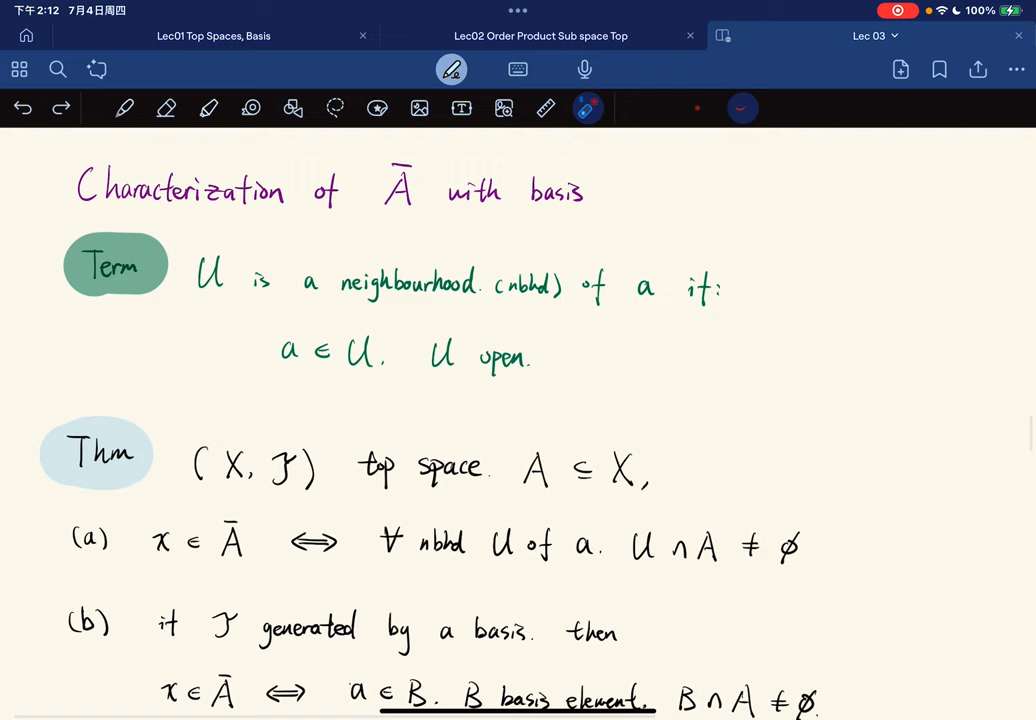 下午2:12 7月4日周四
100%
Lec01 Top Spaces, Basis
Lec02 Order Product Sub space Top
Lec 03
Characterization of Ā with basis
Term U is a neighbourhood. (nbhd) of a if:
a ∈ U. U open.
Thm (X, 𝒯) top space. A ⊆ X,
(a) x ∈ Ā ⟺ ∀ nbhd U of a. U ∩ A ≠ ∅
(b) if 𝒯 generated by a basis. then
x ∈ Ā ⟺ a ∈ B. B basis element. B ∩ A ≠ ∅.